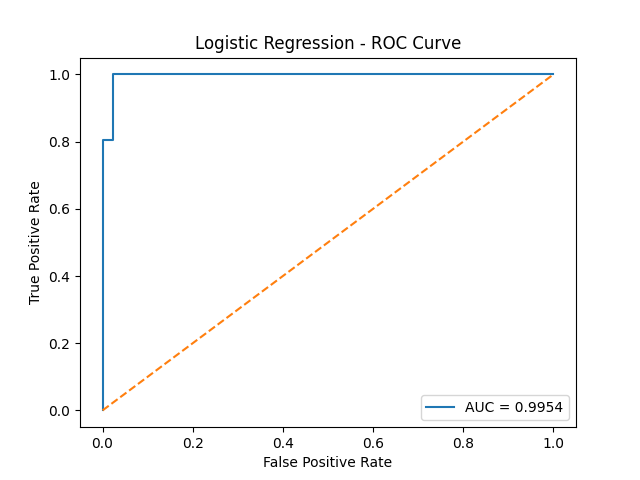 Logistic Regression - ROC Curve
True Positive Rate
1.0
0.8
0.6
0.4
0.2
0.0
AUC = 0.9954
0.0 0.2 0.4 0.6 0.8 1.0
False Positive Rate